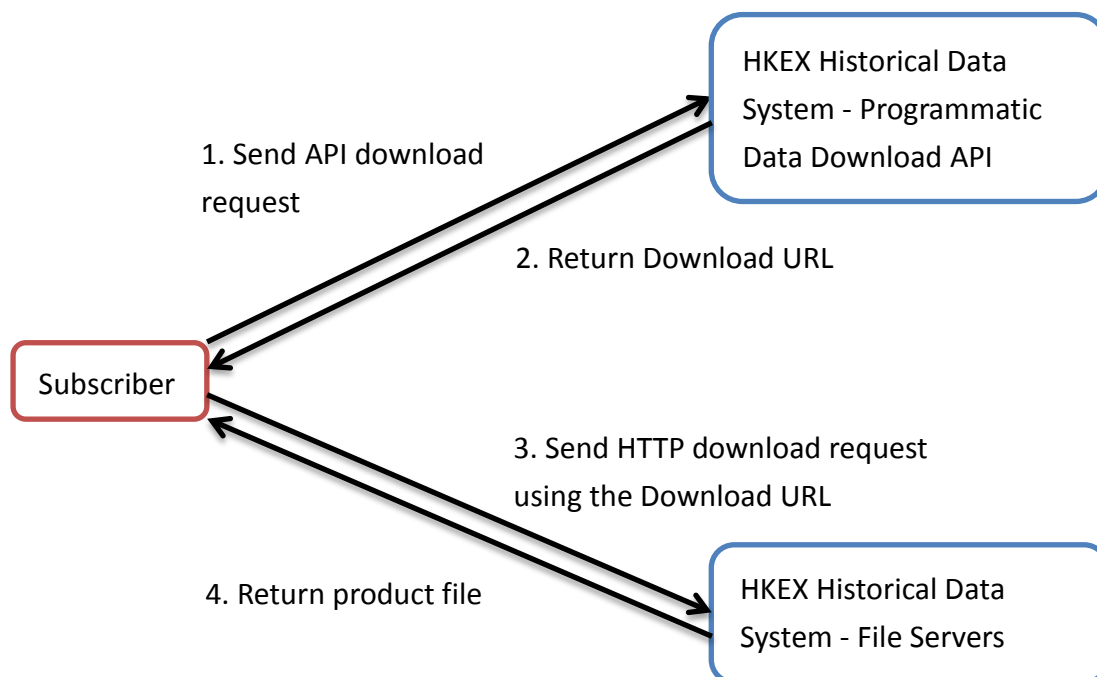 HKEX Historical Data
System - Programmatic
Data Download API
1. Send API download
request
2. Return Download URL
Subscriber
3. Send HTTP download request
using the Download URL
4. Return product file
HKEX Historical Data
System - File Servers